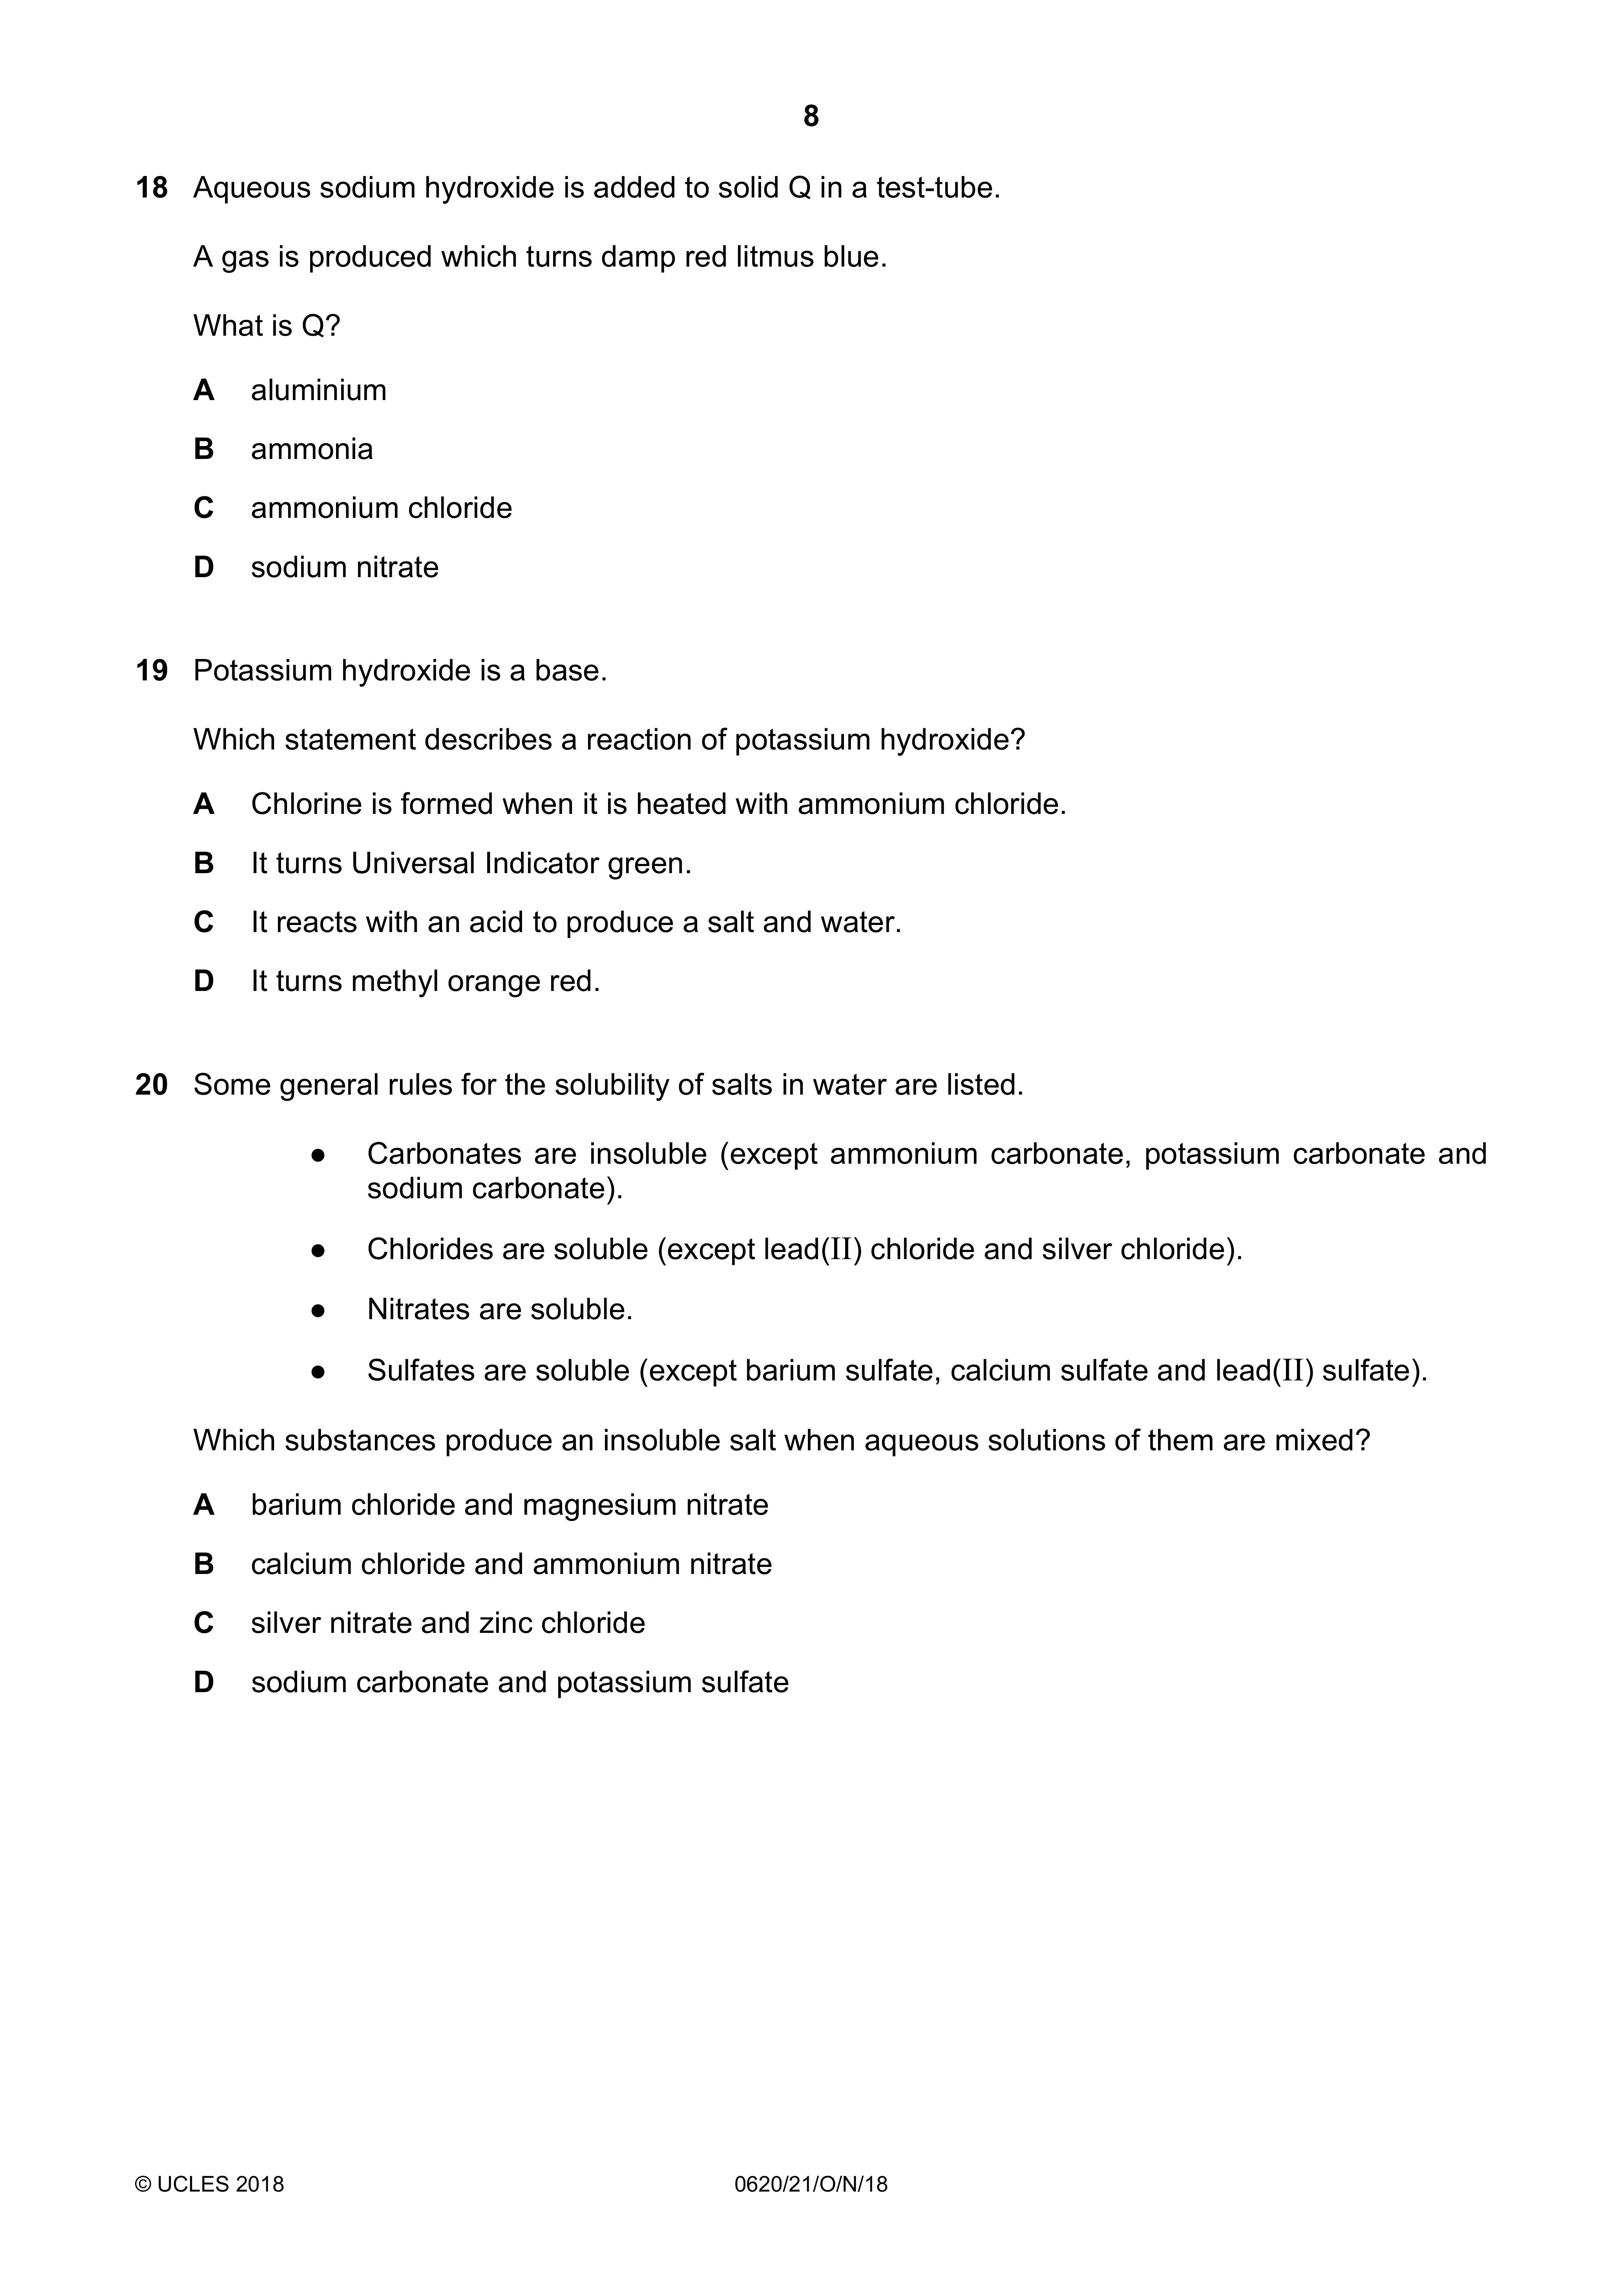 8
18 Aqueous sodium hydroxide is added to solid Q in a test-tube.
A gas is produced which turns damp red litmus blue.
What is Q?
A aluminium
B ammonia
C ammonium chloride
D sodium nitrate
19 Potassium hydroxide is a base.
Which statement describes a reaction of potassium hydroxide?
A Chlorine is formed when it is heated with ammonium chloride.
B It turns Universal Indicator green.
C It reacts with an acid to produce a salt and water.
D It turns methyl orange red.
20 Some general rules for the solubility of salts in water are listed.
● Carbonates are insoluble (except ammonium carbonate, potassium carbonate and
sodium carbonate).
● Chlorides are soluble (except lead(II) chloride and silver chloride).
● Nitrates are soluble.
● Sulfates are soluble (except barium sulfate, calcium sulfate and lead(II) sulfate).
Which substances produce an insoluble salt when aqueous solutions of them are mixed?
A barium chloride and magnesium nitrate
B calcium chloride and ammonium nitrate
C silver nitrate and zinc chloride
D sodium carbonate and potassium sulfate
© UCLES 2018 0620/21/O/N/18